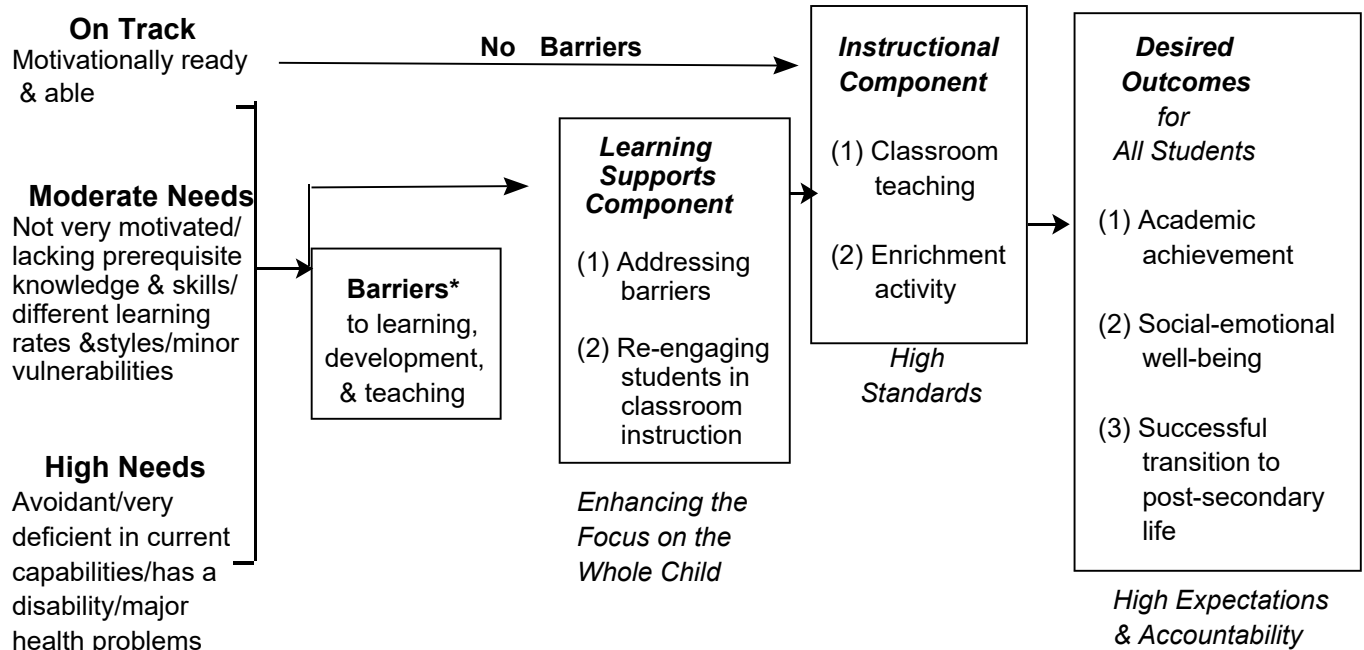 On Track
Motivationally ready
& able
No Barriers
Moderate Needs
Not very motivated/
lacking prerequisite
knowledge & skills/
different learning
rates &styles/minor
vulnerabilities
High Needs
Avoidant/very
deficient in current
capabilities/has a
disability/major
health problems
Barriers*
to learning,
development,
& teaching
Learning
Supports
Component
(1) Addressing
barriers
(2) Re-engaging
students in
classroom
instruction
Enhancing the
Focus on the
Whole Child
Instructional
Component
(1) Classroom
teaching
(2) Enrichment
activity
High
Standards
Desired
Outcomes
for
All Students
(1) Academic
achievement
(2) Social-emotional
well-being
(3) Successful
transition to
post-secondary
life
High Expectations
& Accountability